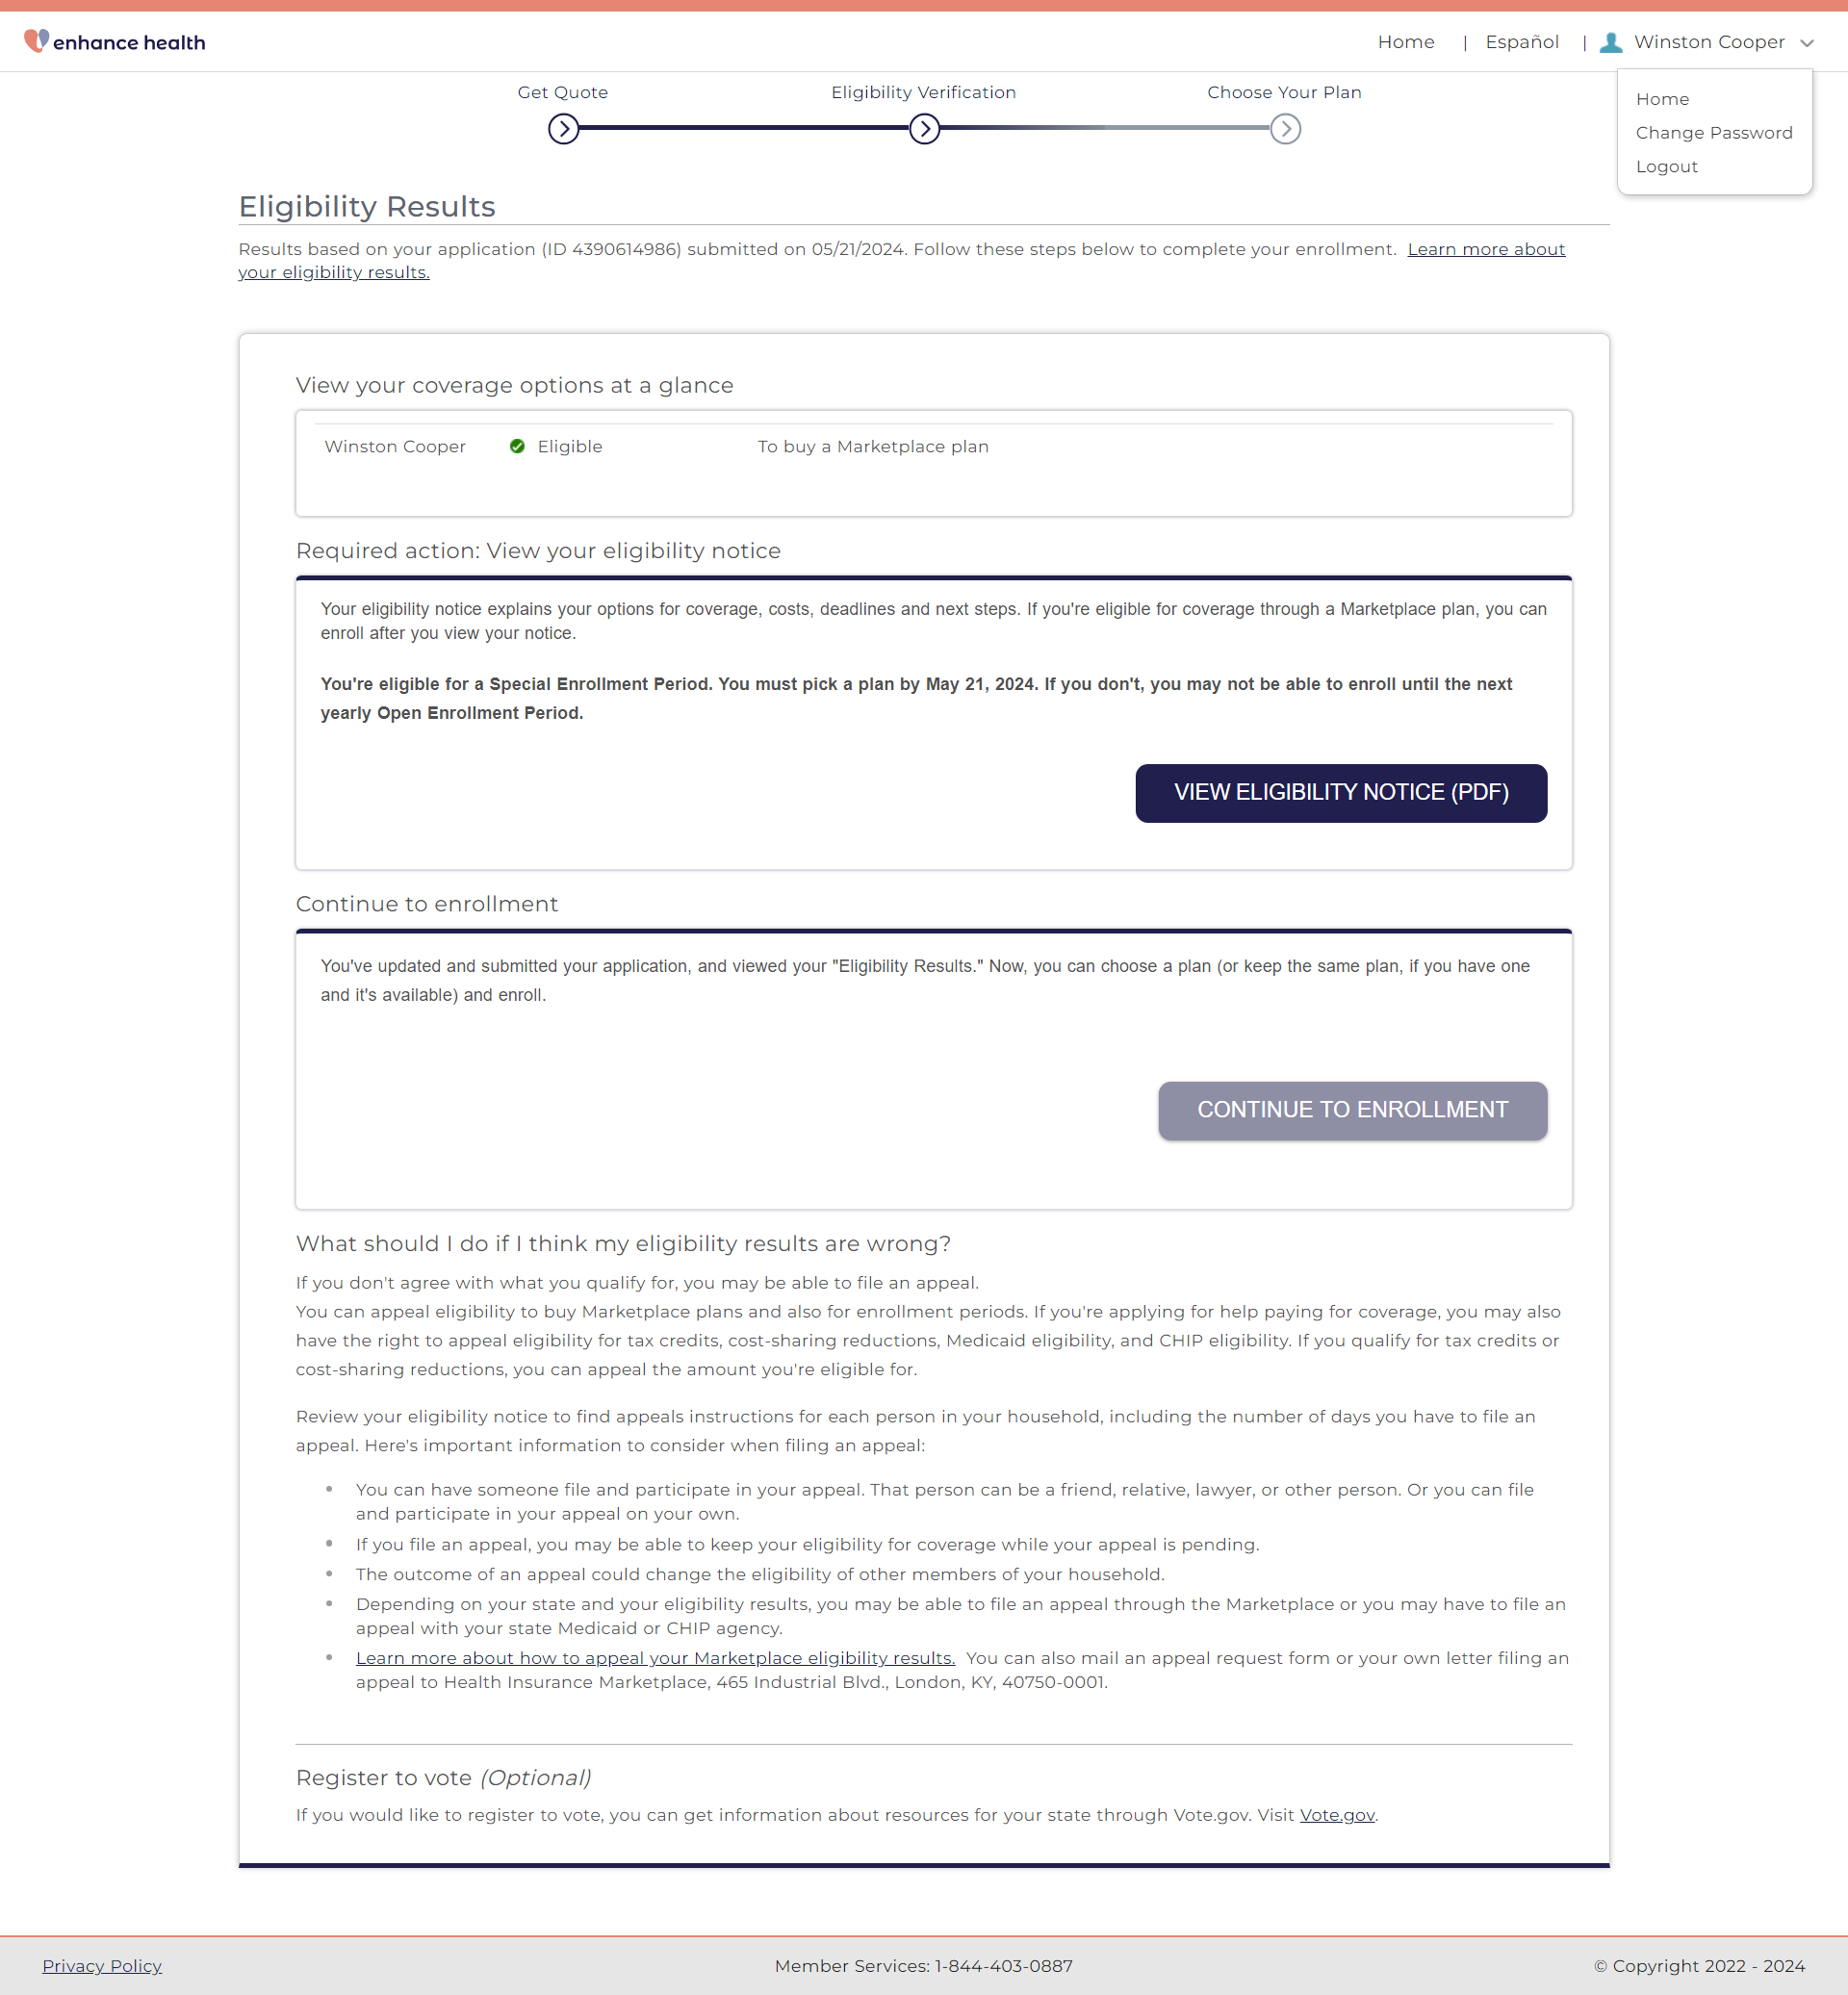 enhance health
Home | Español | Winston Cooper
Home
Change Password
Logout
Get Quote
Eligibility Verification
Choose Your Plan
Eligibility Results
Results based on your application (ID 4390614986) submitted on 05/21/2024. Follow these steps below to complete your enrollment. Learn more about
your eligibility results.
View your coverage options at a glance
Winston Cooper Eligible To buy a Marketplace plan
Required action: View your eligibility notice
Your eligibility notice explains your options for coverage, costs, deadlines and next steps. If you're eligible for coverage through a Marketplace plan, you can
enroll after you view your notice.
You're eligible for a Special Enrollment Period. You must pick a plan by May 21, 2024. If you don't, you may not be able to enroll until the next
yearly Open Enrollment Period.
VIEW ELIGIBILITY NOTICE (PDF)
Continue to enrollment
You've updated and submitted your application, and viewed your "Eligibility Results." Now, you can choose a plan (or keep the same plan, if you have one
and it's available) and enroll.
CONTINUE TO ENROLLMENT
What should I do if I think my eligibility results are wrong?
If you don't agree with what you qualify for, you may be able to file an appeal.
You can appeal eligibility to buy Marketplace plans and also for enrollment periods. If you're applying for help paying for coverage, you may also
have the right to appeal eligibility for tax credits, cost-sharing reductions, Medicaid eligibility, and CHIP eligibility. If you qualify for tax credits or
cost-sharing reductions, you can appeal the amount you're eligible for.
Review your eligibility notice to find appeals instructions for each person in your household, including the number of days you have to file an
appeal. Here's important information to consider when filing an appeal:
• You can have someone file and participate in your appeal. That person can be a friend, relative, lawyer, or other person. Or you can file
and participate in your appeal on your own.
• If you file an appeal, you may be able to keep your eligibility for coverage while your appeal is pending.
• The outcome of an appeal could change the eligibility of other members of your household.
• Depending on your state and your eligibility results, you may be able to file an appeal through the Marketplace or you may have to file an
appeal with your state Medicaid or CHIP agency.
• Learn more about how to appeal your Marketplace eligibility results. You can also mail an appeal request form or your own letter filing an
appeal to Health Insurance Marketplace, 465 Industrial Blvd., London, KY, 40750-0001.
Register to vote (Optional)
If you would like to register to vote, you can get information about resources for your state through Vote.gov. Visit Vote.gov.
Privacy Policy
Member Services: 1-844-403-0887
© Copyright 2022 - 2024